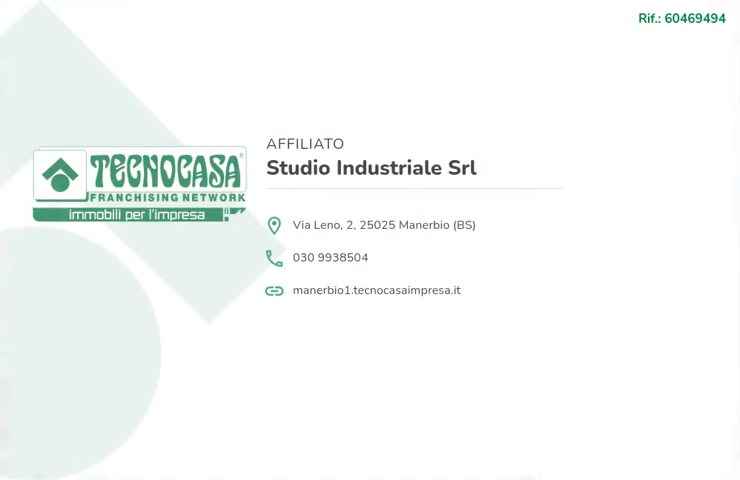 Rif.: 60469494
TECNOCASA®
FRANCHISING NETWORK
immobili per l'impresa
AFFILIATO
Studio Industriale Srl
Via Leno, 2, 25025 Manerbio (BS)
030 9938504
manerbio1.tecnocasaimpresa.it